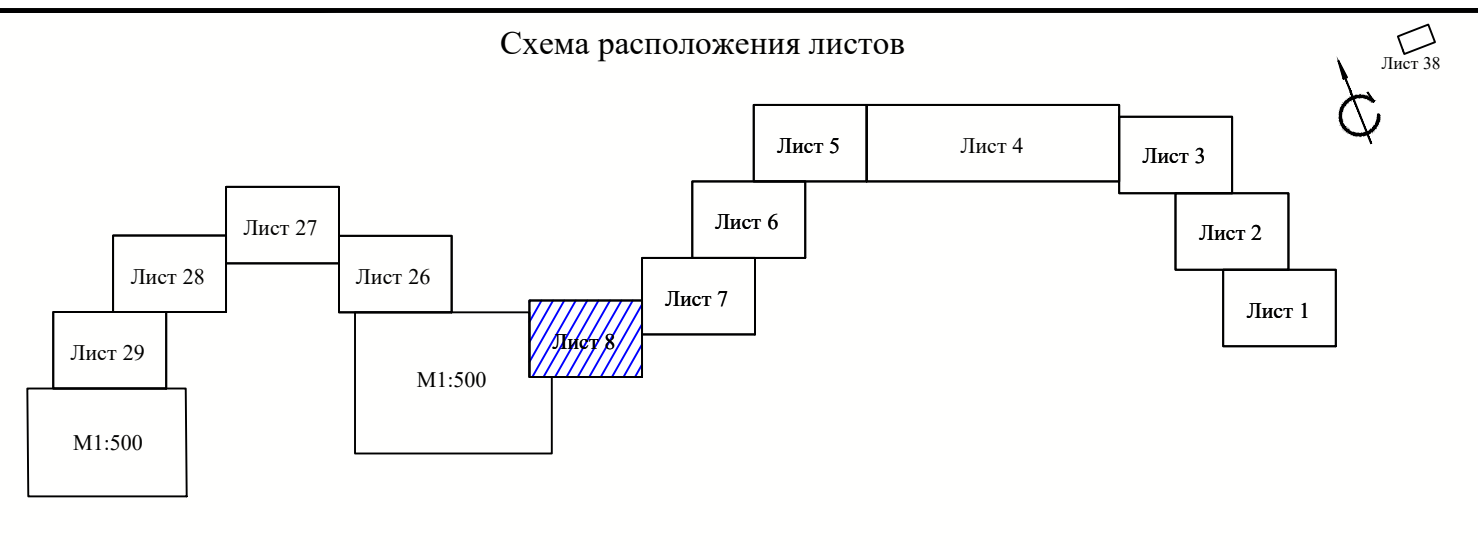 Схема расположения листов
Лист 38
Лист 5
Лист 4
Лист 3
Лист 6
Лист 2
Лист 27
Лист 28
Лист 26
Лист 7
Лист 1
Лист 8
Лист 29
М1:500
М1:500
С